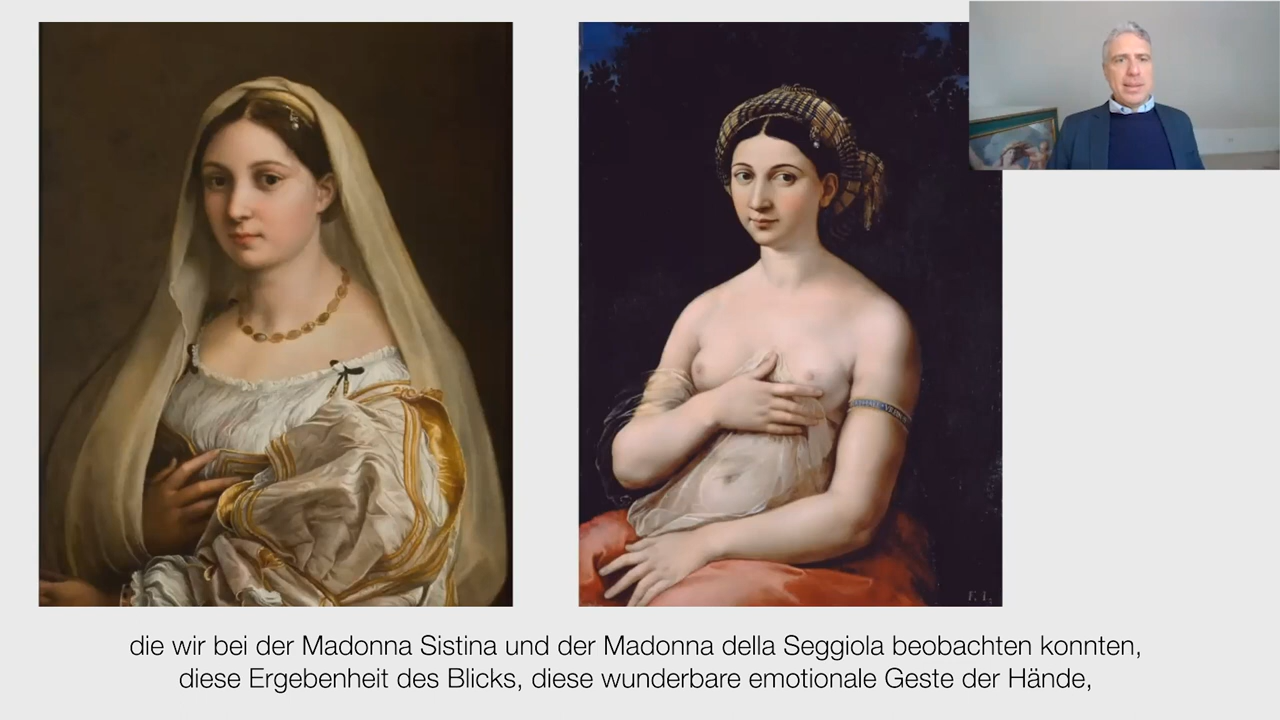 die wir bei der Madonna Sistina und der Madonna della Seggiola beobachten konnten,
diese Ergebenheit des Blicks, diese wunderbare emotionale Geste der Hände,